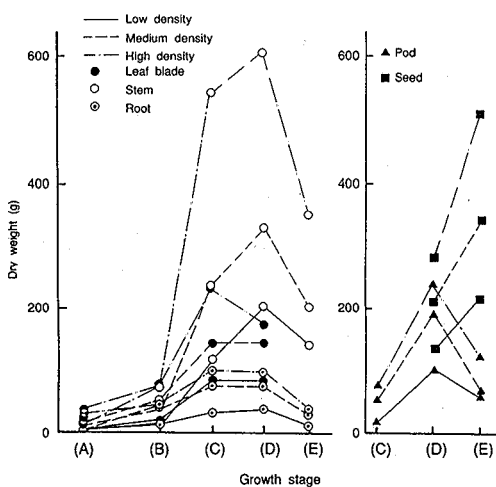 Low density
Medium density
High density
Leaf blade
Stem
Root
Pod
Seed
600
400
200
0
Dry weight (g)
(A) (B) (C) (D) (E)
600
400
200
0
(C) (D) (E)
Growth stage